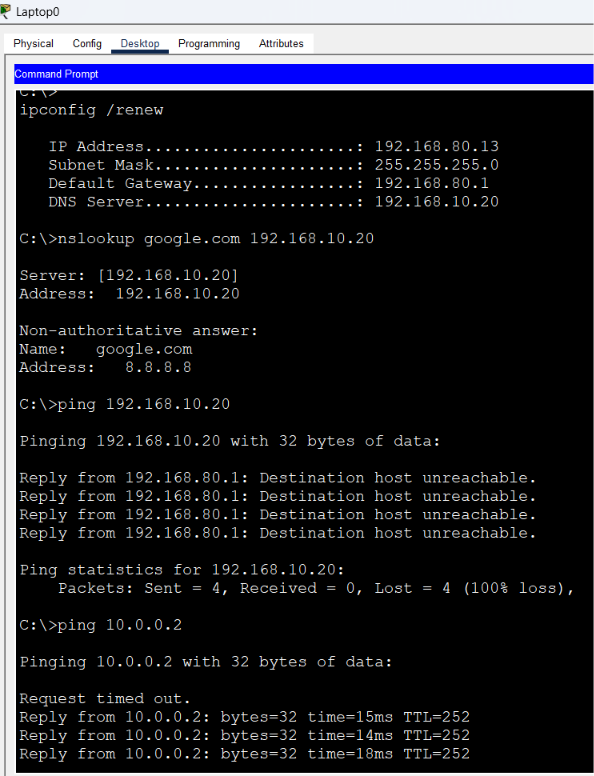 Laptop0
Physical Config Desktop Programming Attributes
Command Prompt
C:\>
ipconfig /renew
IP Address......................: 192.168.80.13
Subnet Mask.....................: 255.255.255.0
Default Gateway.................: 192.168.80.1
DNS Server......................: 192.168.10.20
C:\>nslookup google.com 192.168.10.20
Server: [192.168.10.20]
Address:  192.168.10.20
Non-authoritative answer:
Name:   google.com
Address:   8.8.8.8
C:\>ping 192.168.10.20
Pinging 192.168.10.20 with 32 bytes of data:
Reply from 192.168.80.1: Destination host unreachable.
Reply from 192.168.80.1: Destination host unreachable.
Reply from 192.168.80.1: Destination host unreachable.
Reply from 192.168.80.1: Destination host unreachable.
Ping statistics for 192.168.10.20:
Packets: Sent = 4, Received = 0, Lost = 4 (100% loss),
C:\>ping 10.0.0.2
Pinging 10.0.0.2 with 32 bytes of data:
Request timed out.
Reply from 10.0.0.2: bytes=32 time=15ms TTL=252
Reply from 10.0.0.2: bytes=32 time=14ms TTL=252
Reply from 10.0.0.2: bytes=32 time=18ms TTL=252